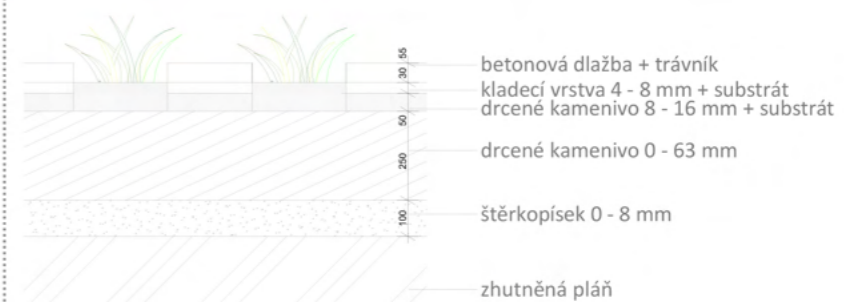 55
betonová dlažba + trávník
30
kladecí vrstva 4 - 8 mm + substrát
drcené kamenivo 8 - 16 mm + substrát
50
drcené kamenivo 0 - 63 mm
250
štěrkopísek 0 - 8 mm
100
zhutněná pláň